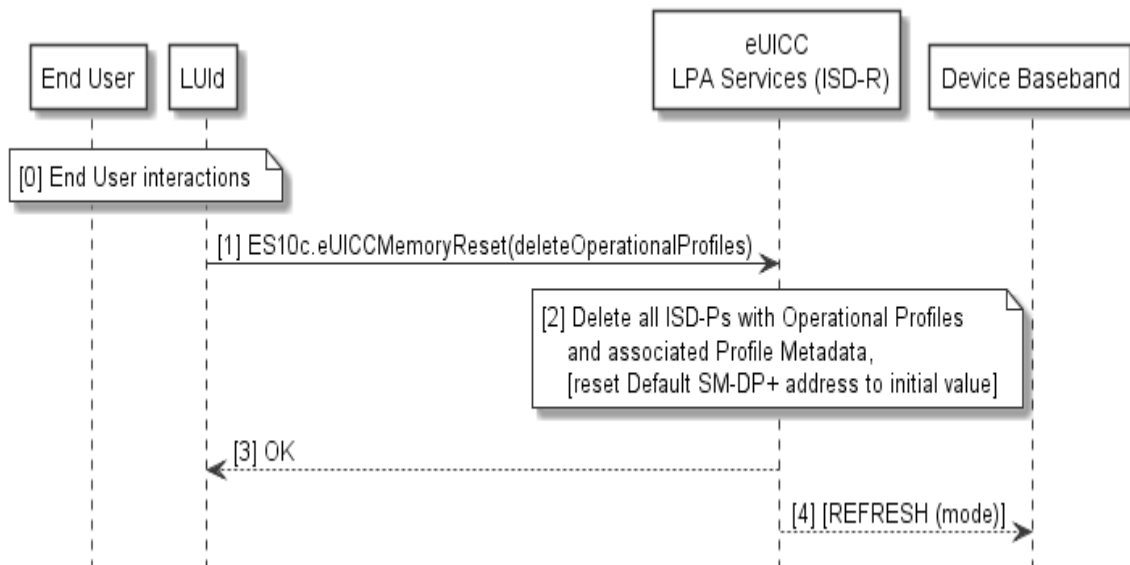 End User
LUId
eUICC
LPA Services (ISD-R)
Device Baseband
[0] End User interactions
[1] ES10c.eUICCMemoryReset(deleteOperationalProfiles)
[2] Delete all ISD-Ps with Operational Profiles
and associated Profile Metadata,
[reset Default SM-DP+ address to initial value]
[3] OK
[4] [REFRESH (mode)]